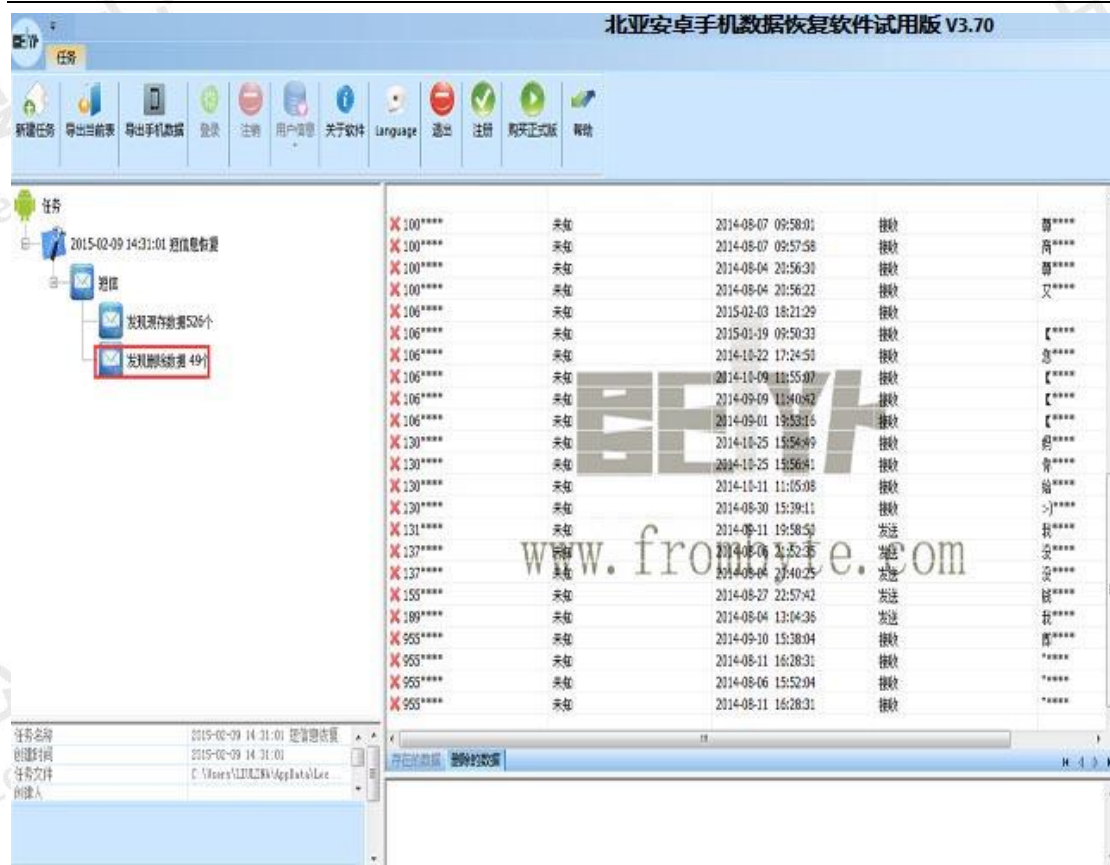 北亚安卓手机数据恢复软件试用版 V3.70
任务
新建任务 导出当前表 导出手机数据 登录 注销 用户信息 关于软件 Language 退出 注册 购买正式版 帮助
任务
2015-02-09 14:31:01 短信息恢复
短信
发现现存数据526个
发现删除数据 49个
100**** 未知 2014-08-07 09:58:01 接收
100**** 未知 2014-08-07 09:57:58 接收 商****
100**** 未知 2014-08-04 20:56:30 接收
100**** 未知 2014-08-04 20:56:22 接收 又****
106**** 未知 2015-02-03 18:21:29 接收
106**** 未知 2015-01-19 09:50:33 接收 【****
106**** 未知 2014-10-22 17:24:50 接收 您****
106**** 未知 2014-10-09 11:55:07 接收 【****
106**** 未知 2014-09-09 11:40:42 接收 【****
106**** 未知 2014-09-01 19:53:16 接收 【****
130**** 未知 2014-10-25 15:54:49 接收
130**** 未知 2014-10-25 15:56:41 接收 你****
130**** 未知 2014-10-11 11:05:08 接收 给****
130**** 未知 2014-08-30 15:39:11 接收 :-)****
131**** 未知 2014-08-11 19:58:50 发送 我****
137**** 未知 发送 没****
137**** 未知 发送 没****
155**** 未知 2014-08-27 22:57:42 发送
189**** 未知 2014-08-04 13:04:36 发送 我****
955**** 未知 2014-09-10 15:38:04 接收
955**** 未知 2014-08-11 16:28:31 接收 *****
955**** 未知 2014-08-06 15:52:04 接收 *****
955**** 未知 2014-08-11 16:28:31 接收 *****
BEIYA
www.frombyte.com
存在的数据 删除的数据
任务名称 2015-02-09 14:31:01 短信息恢复
创建时间 2015-02-09 14:31:01
任务文件
创建人